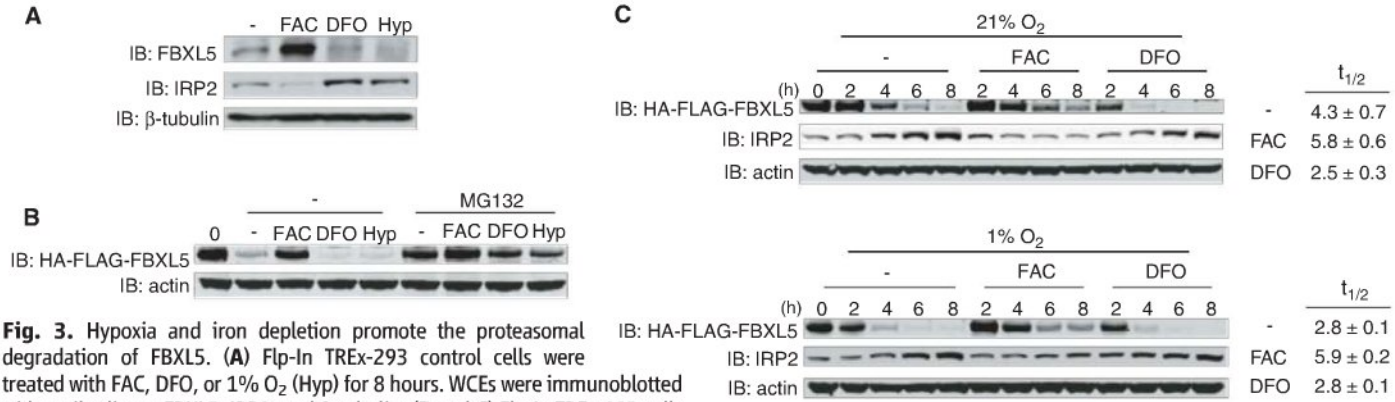 A
- FAC DFO Hyp
IB: FBXL5
IB: IRP2
IB: β-tubulin
B
- MG132
0 - FAC DFO Hyp - FAC DFO Hyp
IB: HA-FLAG-FBXL5
IB: actin
Fig. 3. Hypoxia and iron depletion promote the proteasomal
degradation of FBXL5. (A) Flp-In TREx-293 control cells were
treated with FAC, DFO, or 1% O2 (Hyp) for 8 hours. WCEs were immunoblotted
C
21% O2
- FAC DFO
(h) 0 2 4 6 8 2 4 6 8 2 4 6 8
IB: HA-FLAG-FBXL5
IB: IRP2
IB: actin
t1/2
- 4.3 ± 0.7
FAC 5.8 ± 0.6
DFO 2.5 ± 0.3
1% O2
- FAC DFO
(h) 0 2 4 6 8 2 4 6 8 2 4 6 8
IB: HA-FLAG-FBXL5
IB: IRP2
IB: actin
t1/2
- 2.8 ± 0.1
FAC 5.9 ± 0.2
DFO 2.8 ± 0.1